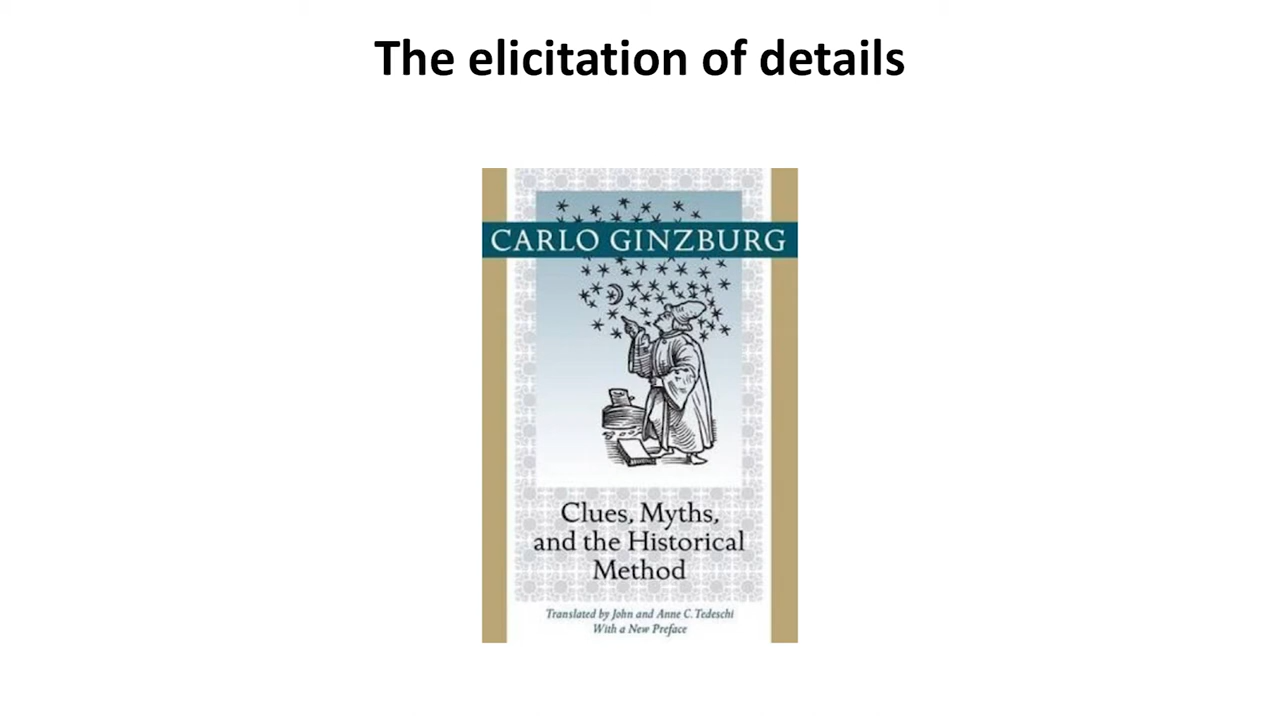 The elicitation of details
CARLO GINZBURG
Clues, Myths,
and the Historical
Method
Translated by John and Anne C. Tedeschi
With a New Preface